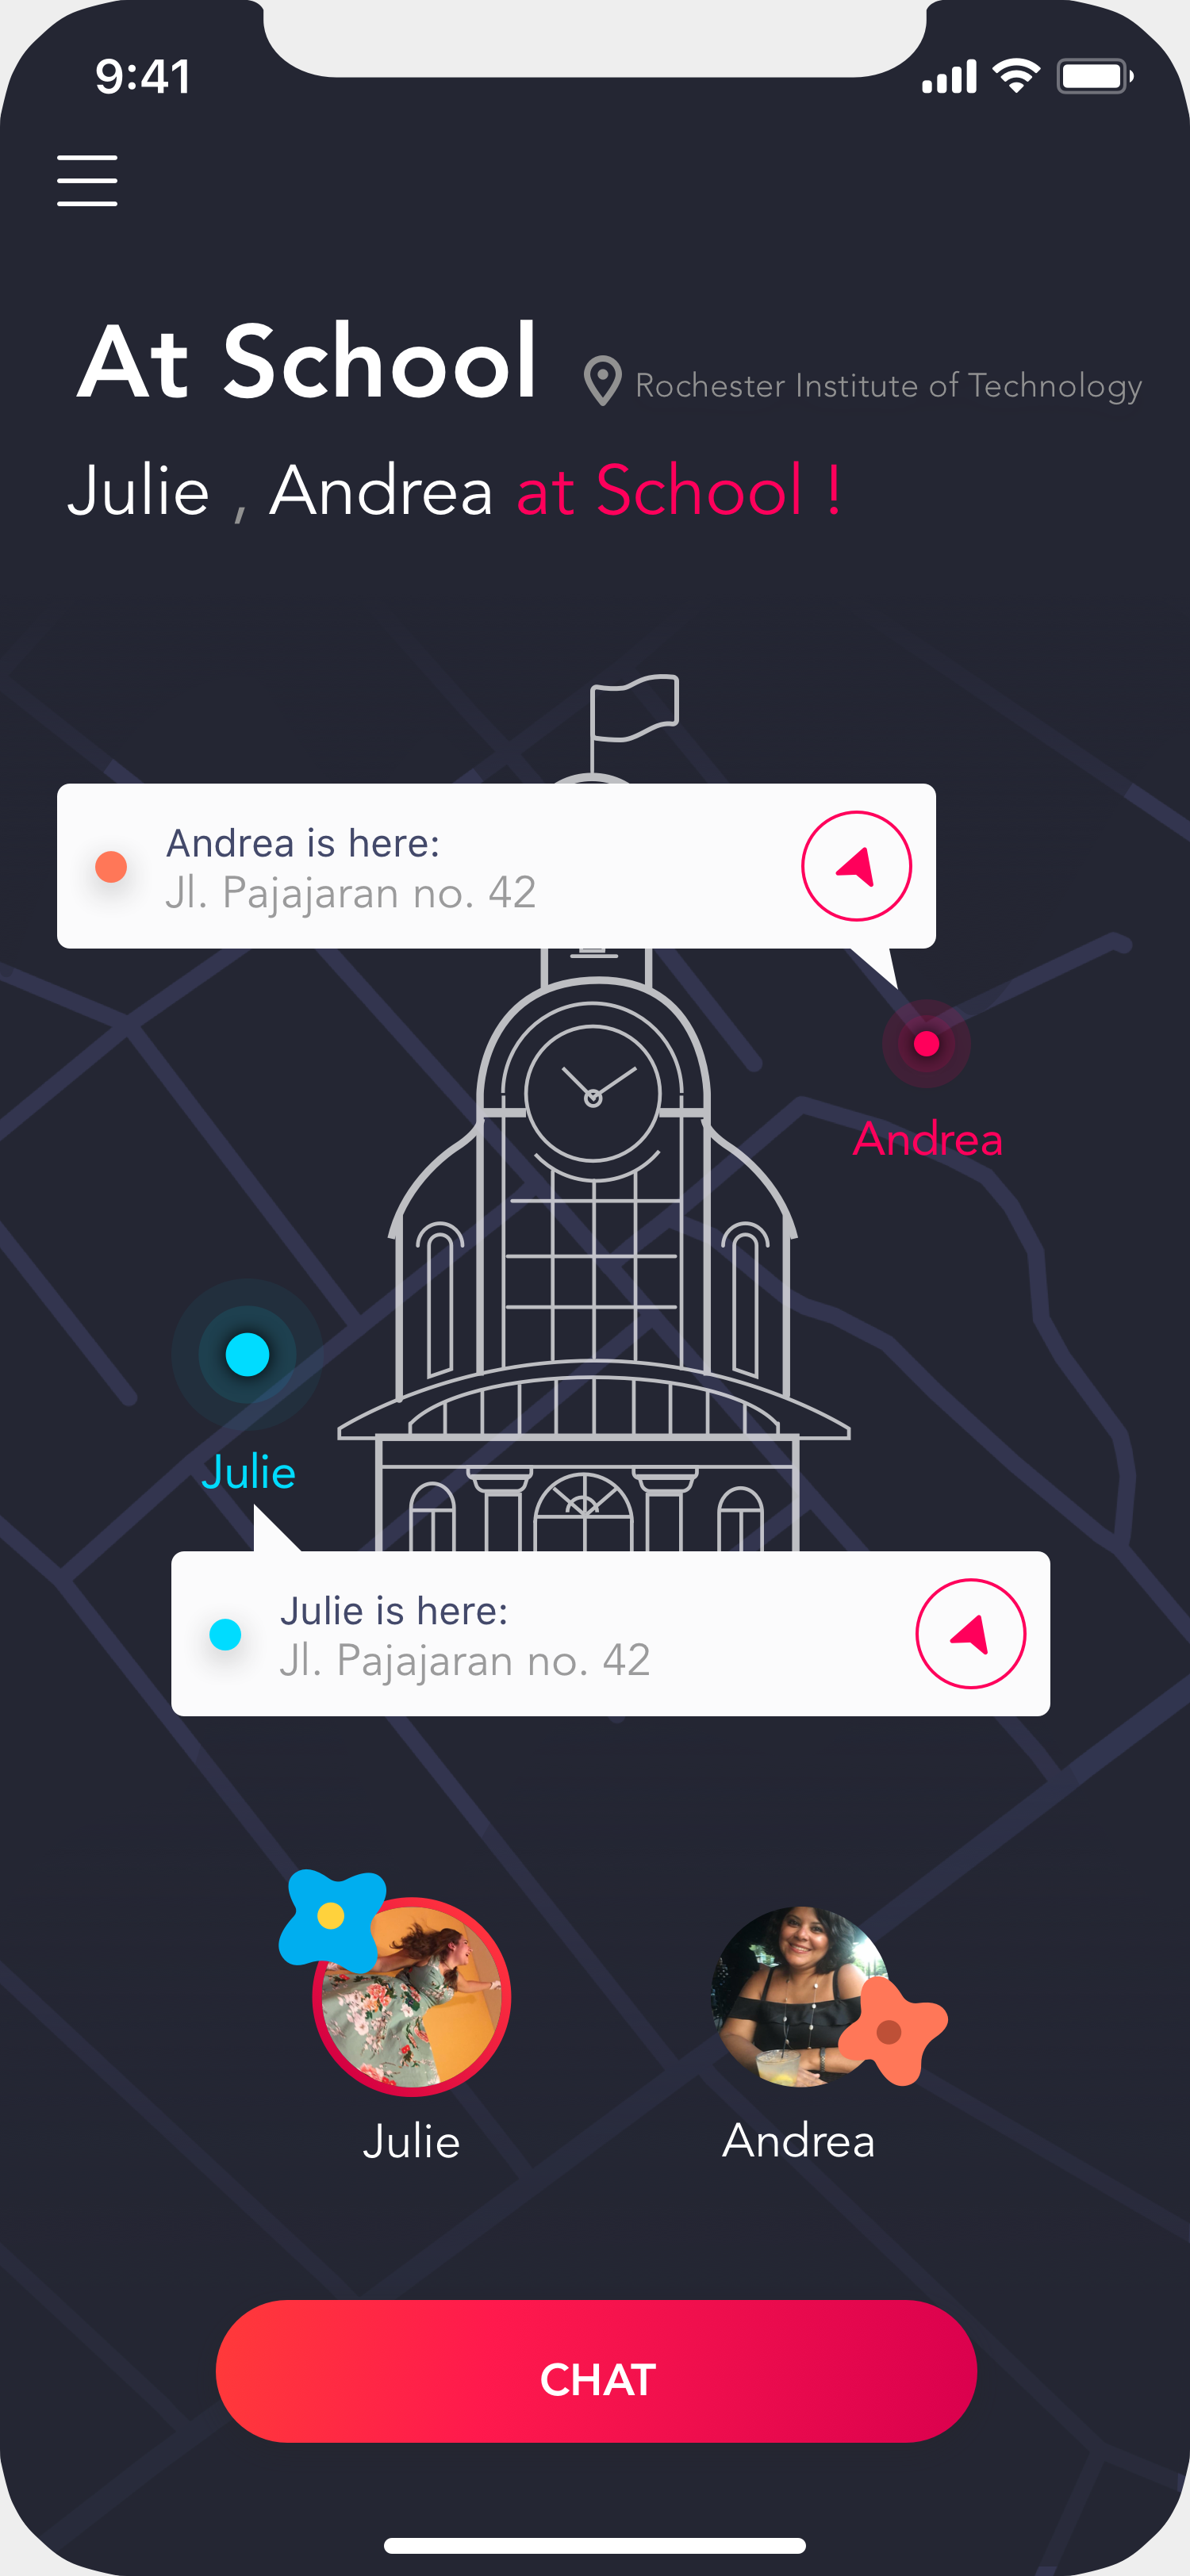 9:41
At School
Rochester Institute of Technology
Julie , Andrea at School !
Andrea is here:
Jl. Pajajaran no. 42
Andrea
Julie
Julie is here:
Jl. Pajajaran no. 42
Julie
Andrea
CHAT